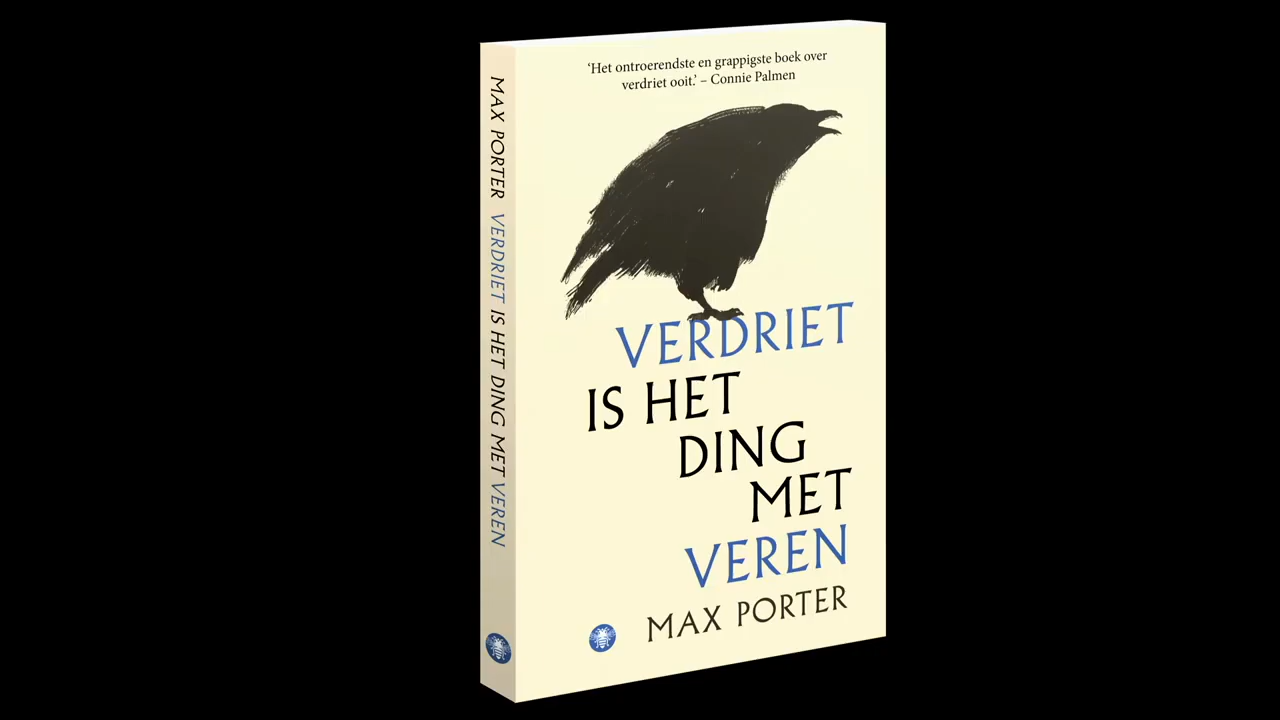 MAX PORTER VERDRIET IS HET DING MET VEREN
‘Het ontroerendste en grappigste boek over
verdriet ooit.’ – Connie Palmen
VERDRIET
IS HET
DING
MET
VEREN
MAX PORTER